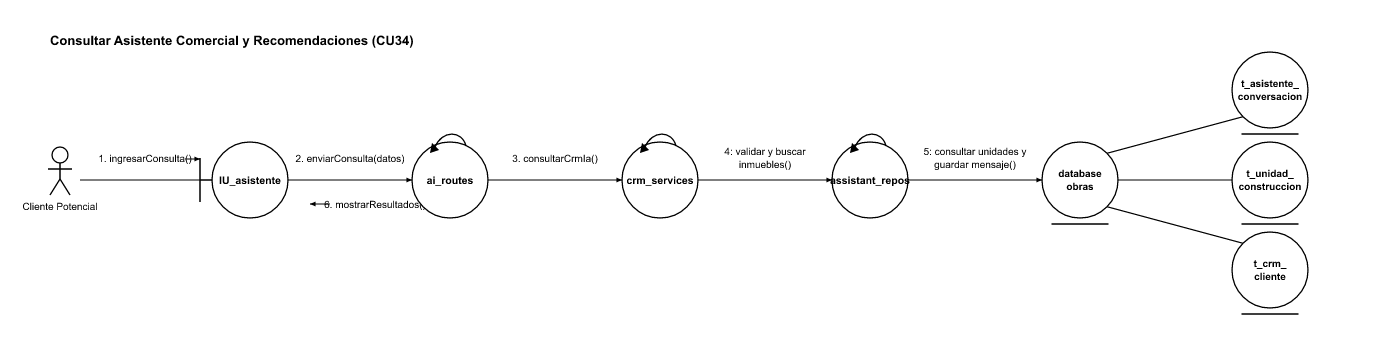 Consultar Asistente Comercial y Recomendaciones (CU34)
1. ingresarConsulta()
Cliente Potencial
IU_asistente
2. enviarConsulta(datos)
6. mostrarResultados()
ai_routes
3. consultarCrmIa()
crm_services
4: validar y buscar
inmuebles()
assistant_repos
5: consultar unidades y
guardar mensaje()
database
obras
t_asistente_
conversacion
t_unidad_
construccion
t_crm_
cliente